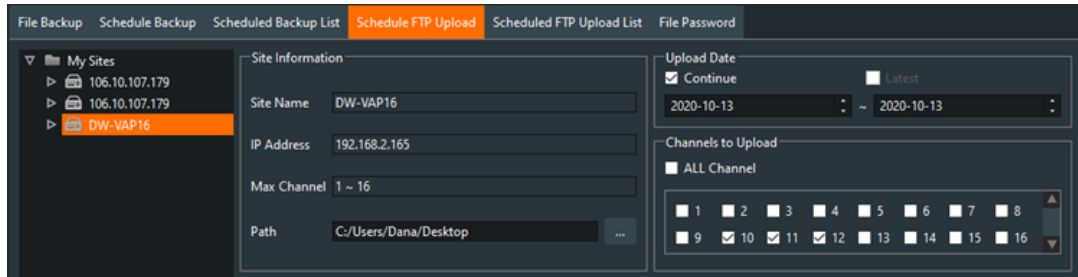 File Backup Schedule Backup Scheduled Backup List Schedule FTP Upload Scheduled FTP Upload List File Password
My Sites
106.10.107.179
106.10.107.179
DW-VAP16
Site Information
Site Name DW-VAP16
IP Address 192.168.2.165
Max Channel 1 ~ 16
Path C:/Users/Dana/Desktop ...
Upload Date
Continue Latest
2020-10-13 ~ 2020-10-13
Channels to Upload
ALL Channel
1 2 3 4 5 6 7 8
9 10 11 12 13 14 15 16